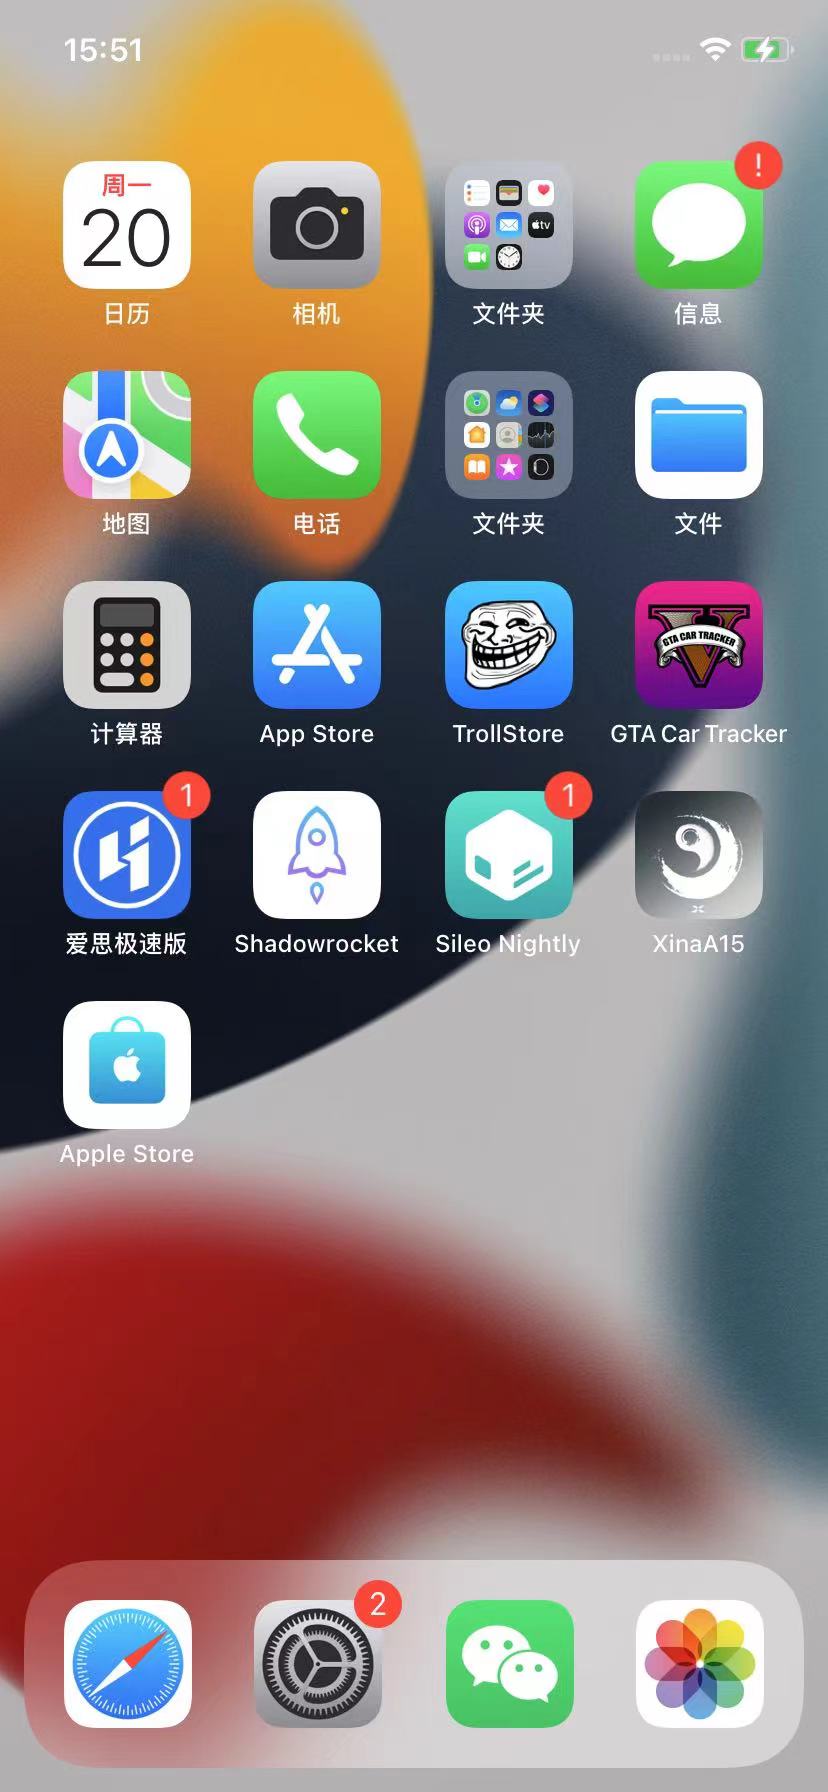 15:51
周一
20
日历
相机
tv
文件夹
!
信息
地图
电话
文件夹
文件
计算器
App Store
TrollStore
GTA CAR TRACKER
GTA Car Tracker
1
爱思极速版
Shadowrocket
1
Sileo Nightly
XinaA15
Apple Store
2